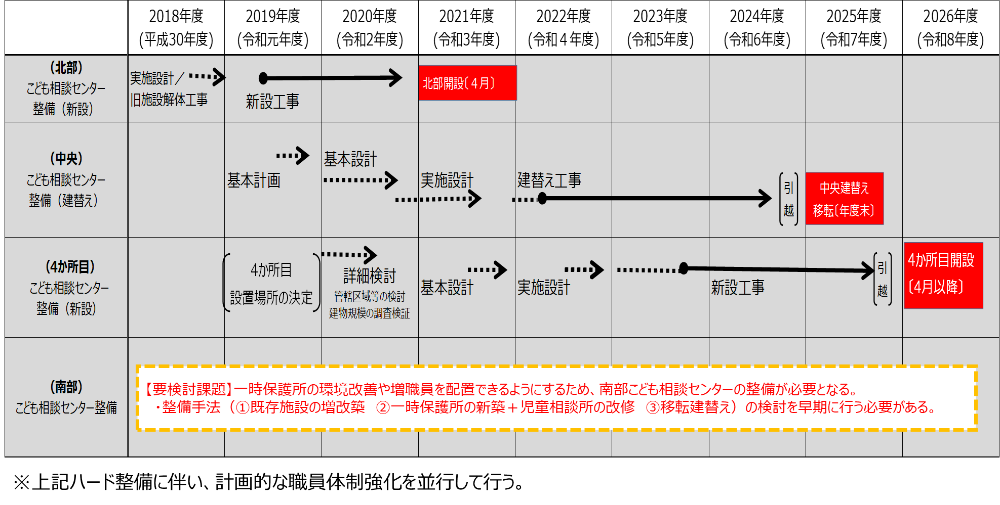 2018年度
(平成30年度)
2019年度
(令和元年度)
2020年度
(令和2年度)
2021年度
(令和3年度)
2022年度
(令和４年度)
2023年度
(令和5年度)
2024年度
(令和6年度)
2025年度
(令和7年度)
2026年度
(令和8年度)
（北部）
こども相談センター
整備（新設）
実施設計／
旧施設解体工事
新設工事
北部開設〔４月〕
（中央）
こども相談センター
整備（建替え）
基本計画
基本設計
実施設計
建替え工事
引
越
中央建替え
移転〔年度末〕
（4か所目）
こども相談センター
整備（新設）
4か所目
設置場所の決定
詳細検討
管轄区域等の検討
建物規模の調査検証
基本設計
実施設計
新設工事
引
越
4か所目開設
〔4月以降〕
（南部）
こども相談センター整備
【要検討課題】一時保護所の環境改善や増職員を配置できるようにするため、南部こども相談センターの整備が必要となる。
・整備手法（①既存施設の増改築　②一時保護所の新築＋児童相談所の改修　③移転建替え）の検討を早期に行う必要がある。
※上記ハード整備に伴い、計画的な職員体制強化を並行して行う。